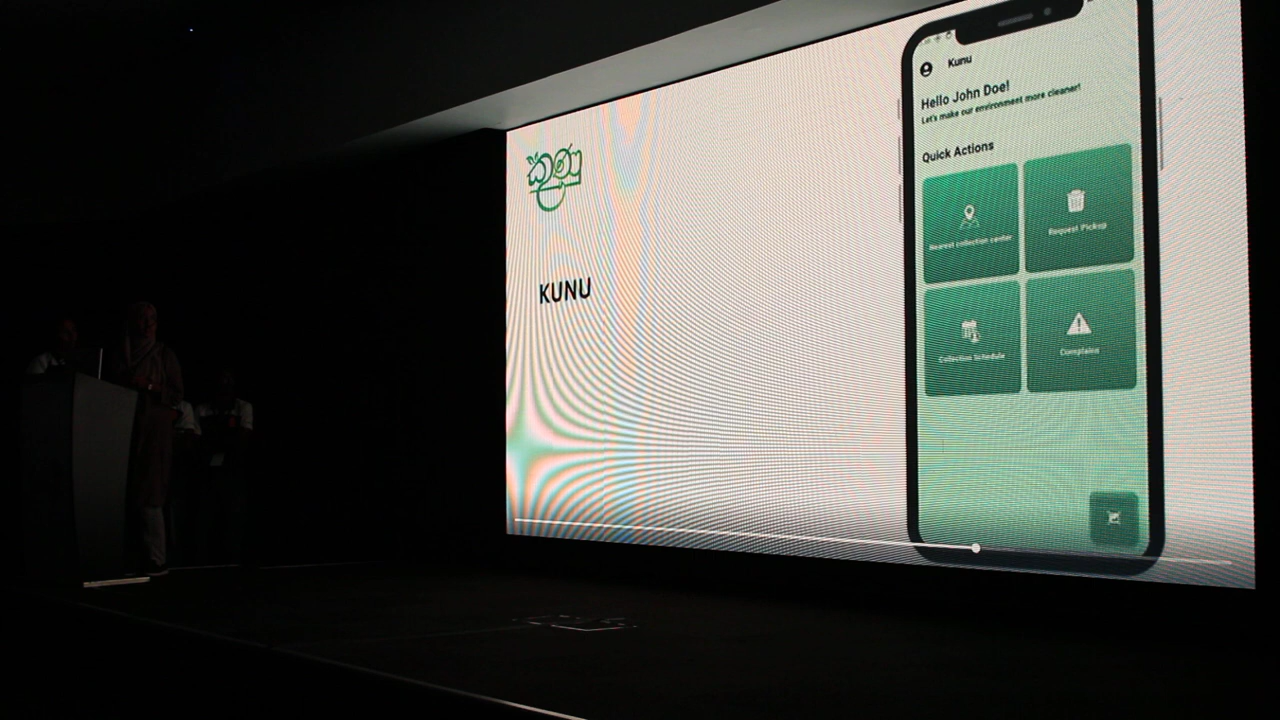 කුණු
KUNU
Kunu
Hello John Doe!
Let's make our environment more cleaner!
Quick Actions
Nearest collection center
Request Pickup
Collection Schedule
Complains